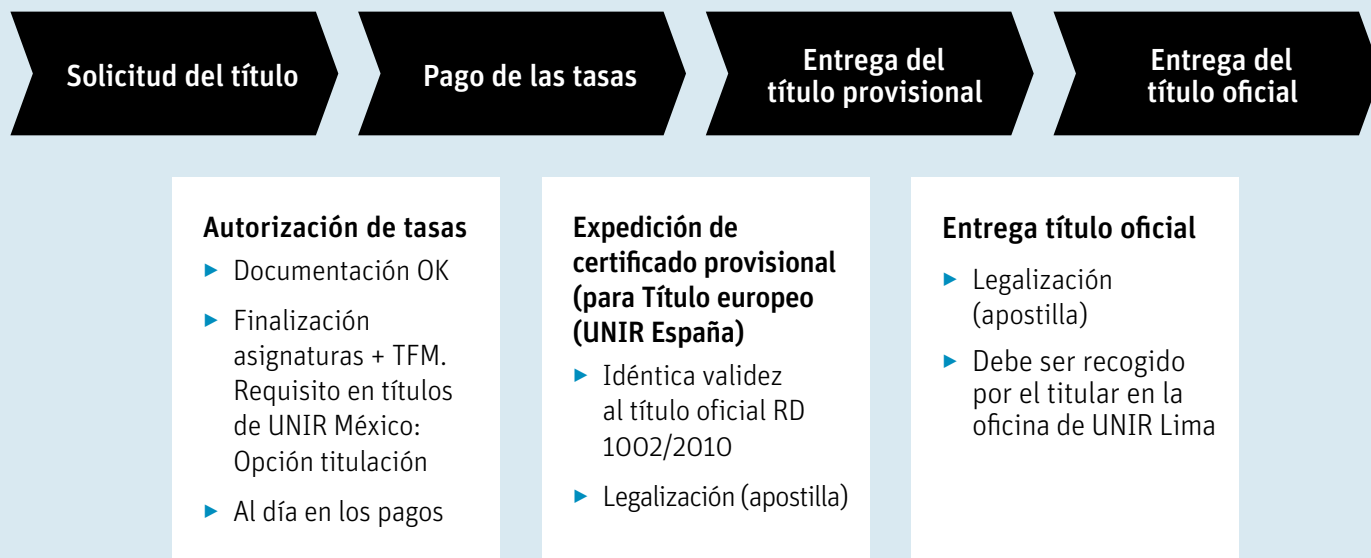 Solicitud del título
Pago de las tasas
Entrega del
título provisional
Entrega del
título oficial
Autorización de tasas
► Documentación OK
► Finalización
asignaturas + TFM.
Requisito en títulos
de UNIR México:
Opción titulación
► Al día en los pagos
Expedición de
certificado provisional
(para Título europeo
(UNIR España)
► Idéntica validez
al título oficial RD
1002/2010
► Legalización (apostilla)
Entrega título oficial
► Legalización
(apostilla)
► Debe ser recogido
por el titular en la
oficina de UNIR Lima